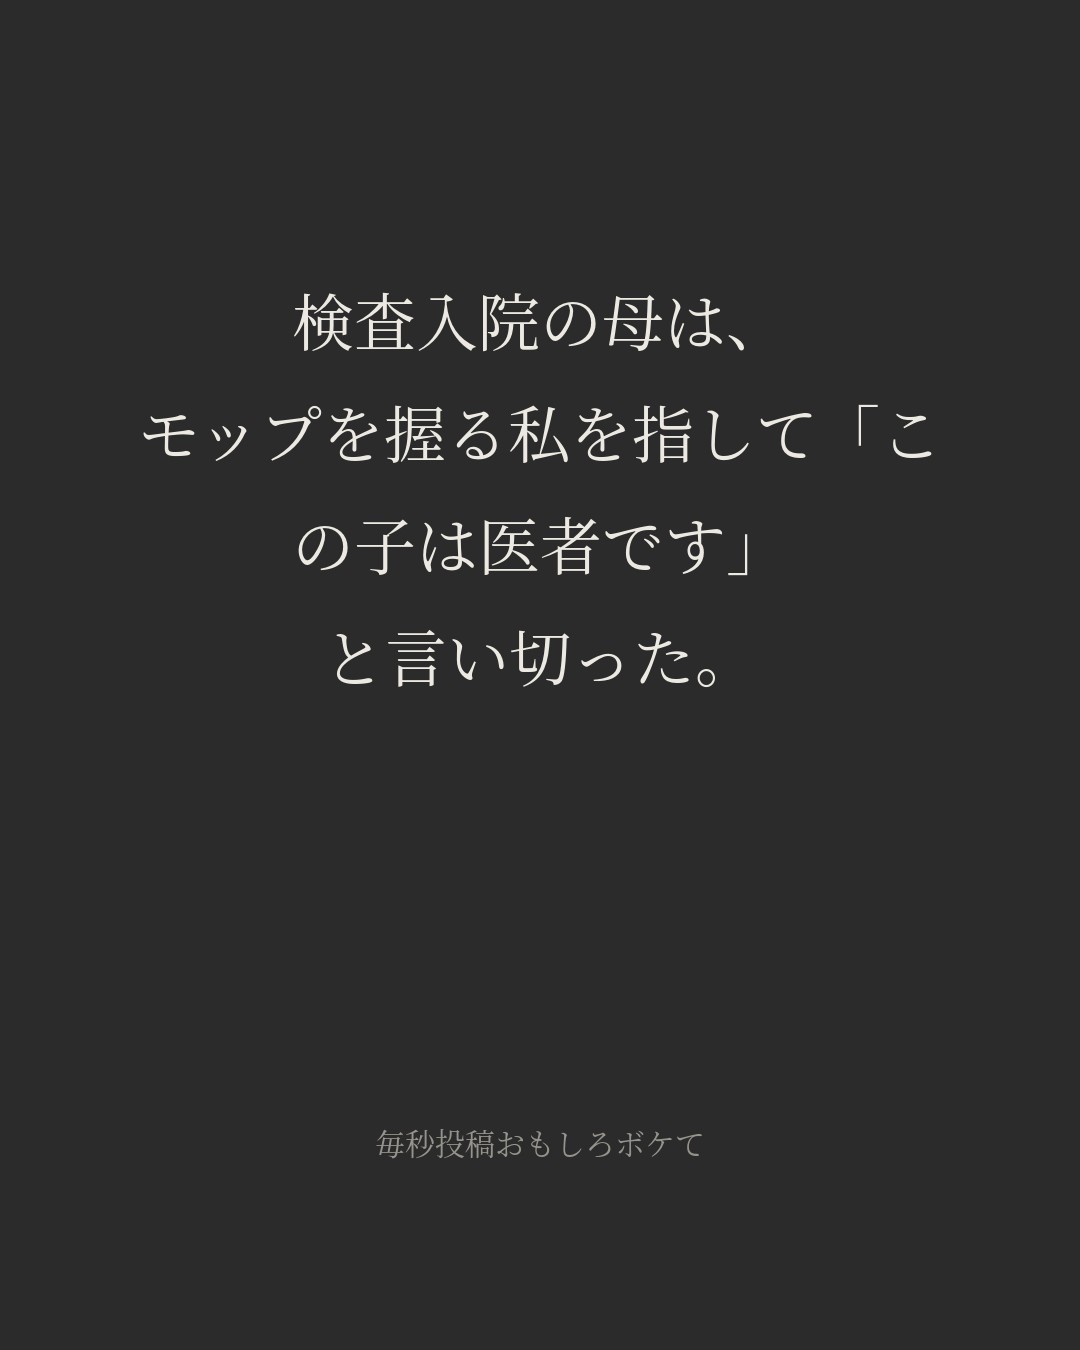 検査入院の母は、
モップを握る私を指して「こ
の子は医者です」
と言い切った。
毎秒投稿おもしろボケて